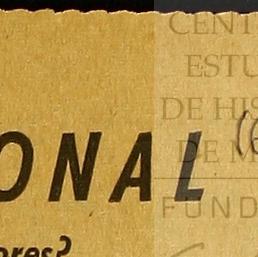 CENT
ESTU
DE HIS
ONAL
DE M
FUND
ores?